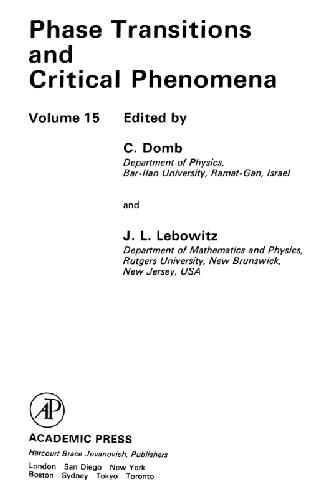 Phase Transitions
and
Critical Phenomena
Volume 15 Edited by
C. Domb
Department of Physics,
Bar-Ilan University, Ramat-Gan, Israel
and
J. L. Lebowitz
Department of Mathematics and Physics,
Rutgers University, New Brunswick,
New Jersey, USA
AP
ACADEMIC PRESS
Harcourt Brace Jovanovich, Publishers
London San Diego New York
Boston Sydney Tokyo Toronto